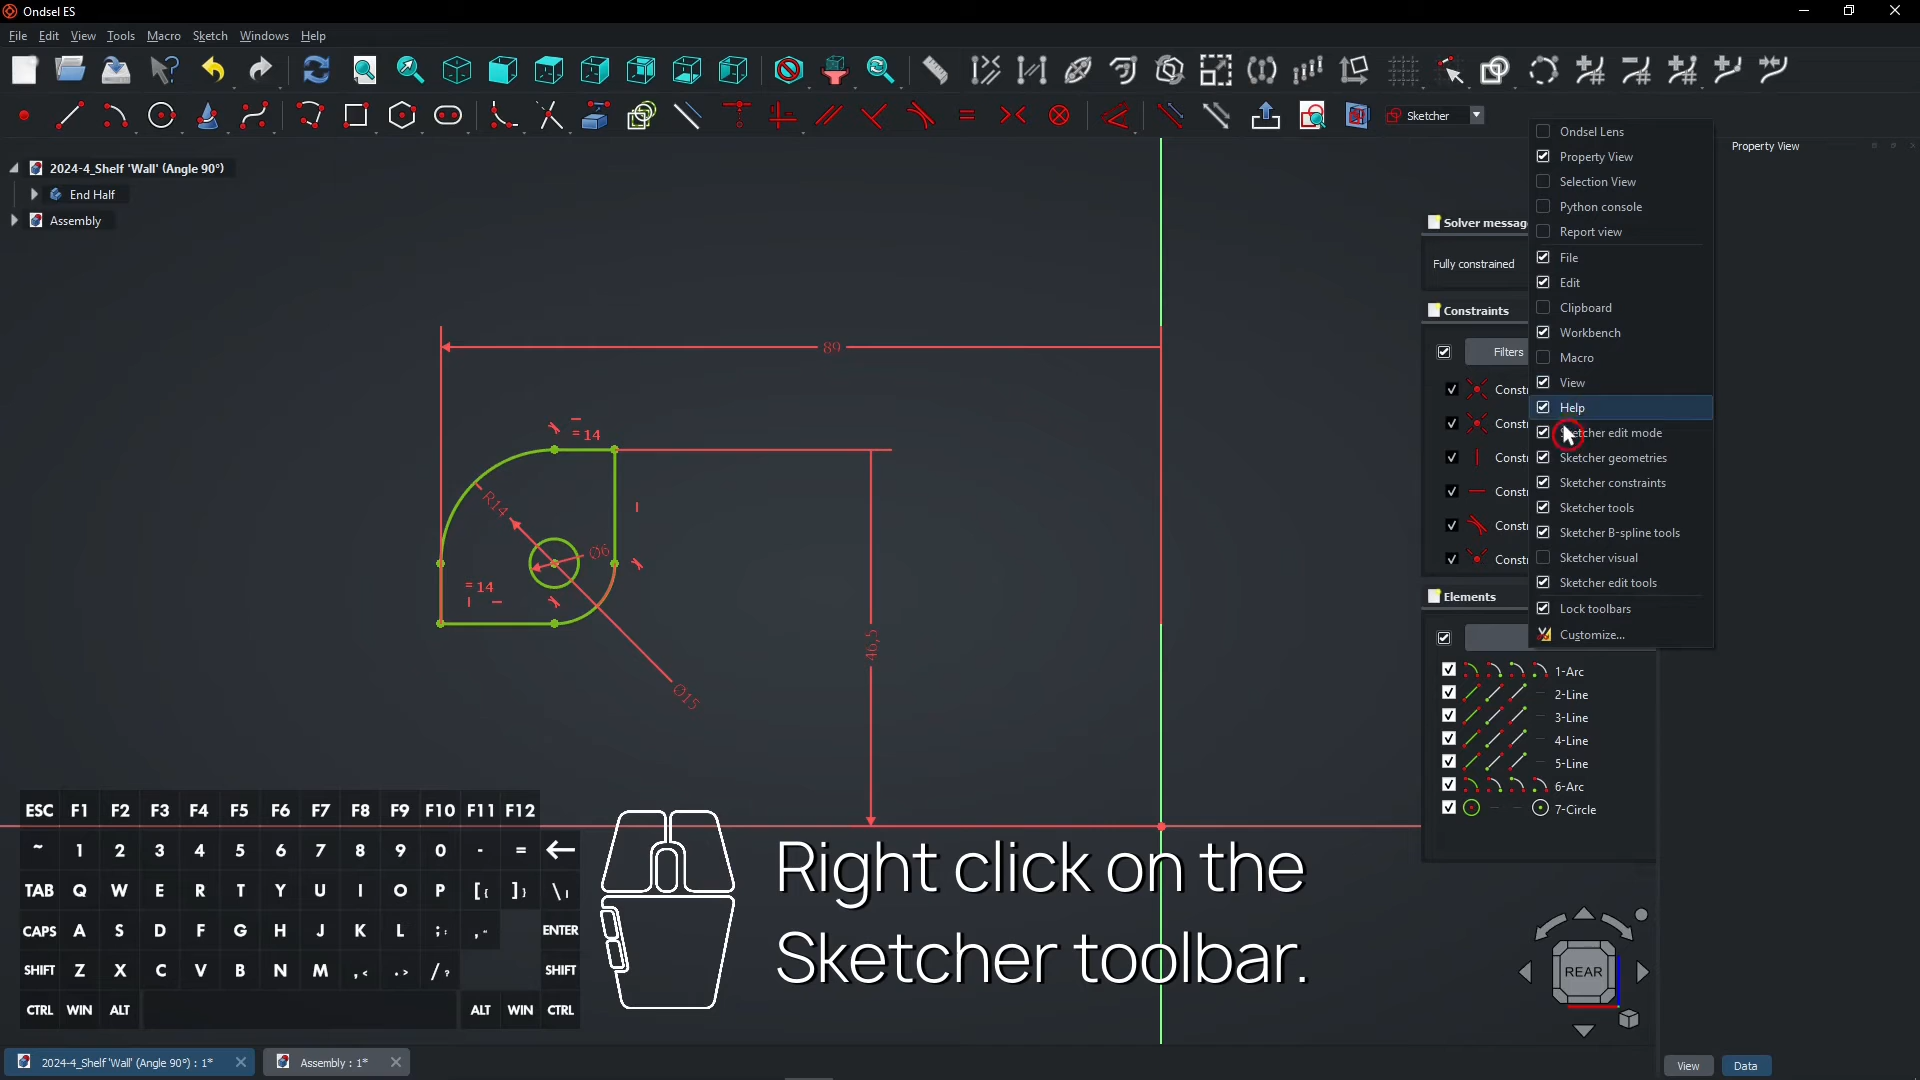 Ondsel ES
File Edit View Tools Macro Sketch Windows Help
Sketcher
2024-4_Shelf 'Wall' (Angle 90°)
End Half
Assembly
Ondsel Lens
Property View
Selection View
Python console
Report view
File
Edit
Clipboard
Workbench
Macro
View
Help
Sketcher edit mode
Sketcher geometries
Sketcher constraints
Sketcher tools
Sketcher B-spline tools
Sketcher visual
Sketcher edit tools
Lock toolbars
Customize...
Property View
Solver messag
Fully constrained
Constraints
Filters
Constr
Constr
Constr
Constr
Constr
Constr
Elements
1-Arc
2-Line
3-Line
4-Line
5-Line
6-Arc
7-Circle
89
=14
R14
Ø6
=14
46,5
Ø15
ESC F1 F2 F3 F4 F5 F6 F7 F8 F9 F10 F11 F12
~ 1 2 3 4 5 6 7 8 9 0 - = ←
TAB Q W E R T Y U I O P [{ ]} \|
CAPS A S D F G H J K L ;: ," ENTER
SHIFT Z X C V B N M ,< .> /? SHIFT
CTRL WIN ALT ALT WIN CTRL
Right click on the
Sketcher toolbar.
REAR
2024-4_Shelf 'Wall' (Angle 90°) : 1*
Assembly : 1*
View Data